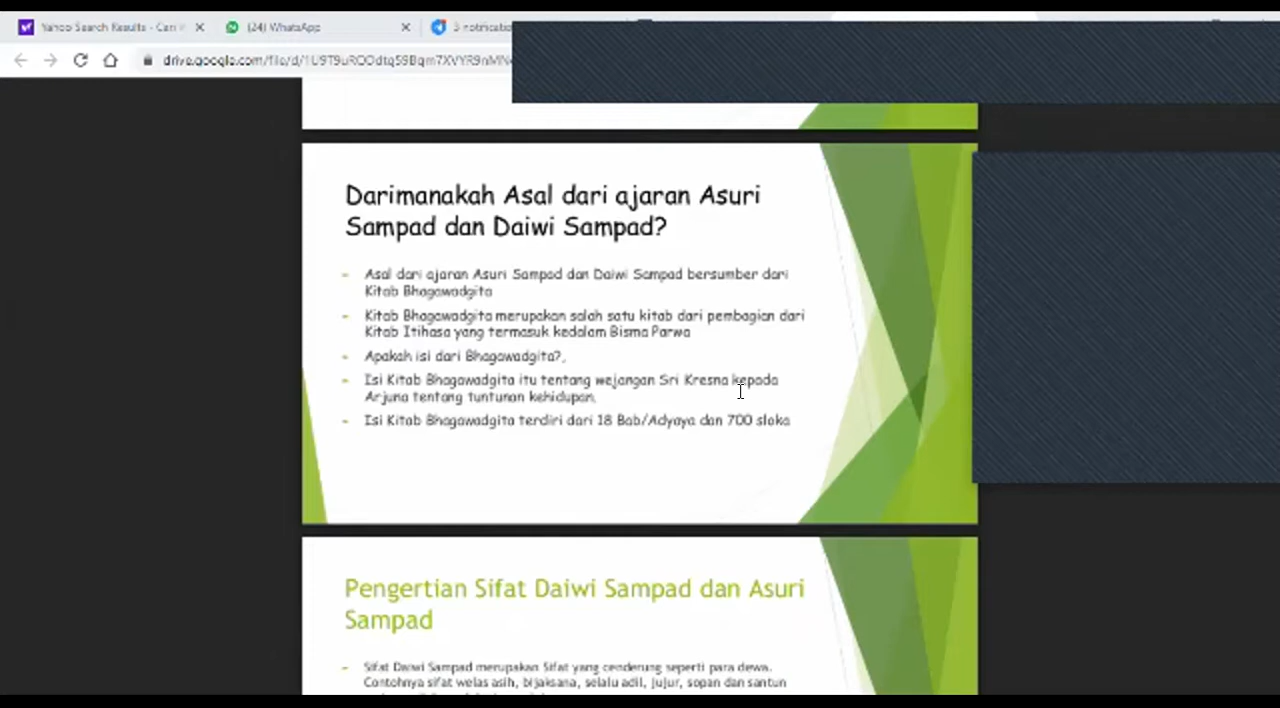 Yahoo Search Results - Cari
(24) WhatsApp
drive.google.com/file/d/
Darimanakah Asal dari ajaran Asuri
Sampad dan Daiwi Sampad?
- Asal dari ajaran Asuri Sampad dan Daiwi Sampad bersumber dari
Kitab Bhagawadgita
- Kitab Bhagawadgita merupakan salah satu kitab dari pembagian dari
Kitab Itihasa yang termasuk kedalam Bisma Parwa
- Apakah isi dari Bhagawadgita?,
- Isi Kitab Bhagawadgita itu tentang wejangan Sri Kresna kepada
Arjuna tentang tuntunan kehidupan.
- Isi Kitab Bhagawadgita terdiri dari 18 Bab/Adyaya dan 700 sloka
Pengertian Sifat Daiwi Sampad dan Asuri
Sampad
- Sifat Daiwi Sampad merupakan Sifat yang cenderung seperti para dewa.
Contohnya sifat welas asih, bijaksana, selalu adil, jujur, sopan dan santun